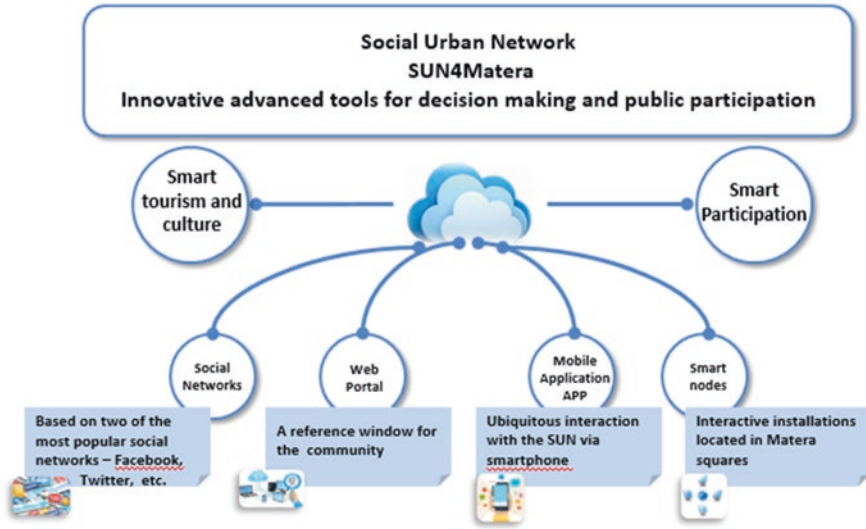 Social Urban Network
SUN4Matera
Innovative advanced tools for decision making and public participation
Smart
tourism and
culture
Smart
Participation
Social
Networks
Web
Portal
Mobile
Application
APP
Smart
nodes
Based on two of the
most popular social
networks – Facebook,
Twitter, etc.
A reference window for
the community
Ubiquitous interaction
with the SUN via
smartphone
Interactive installations
located in Matera
squares